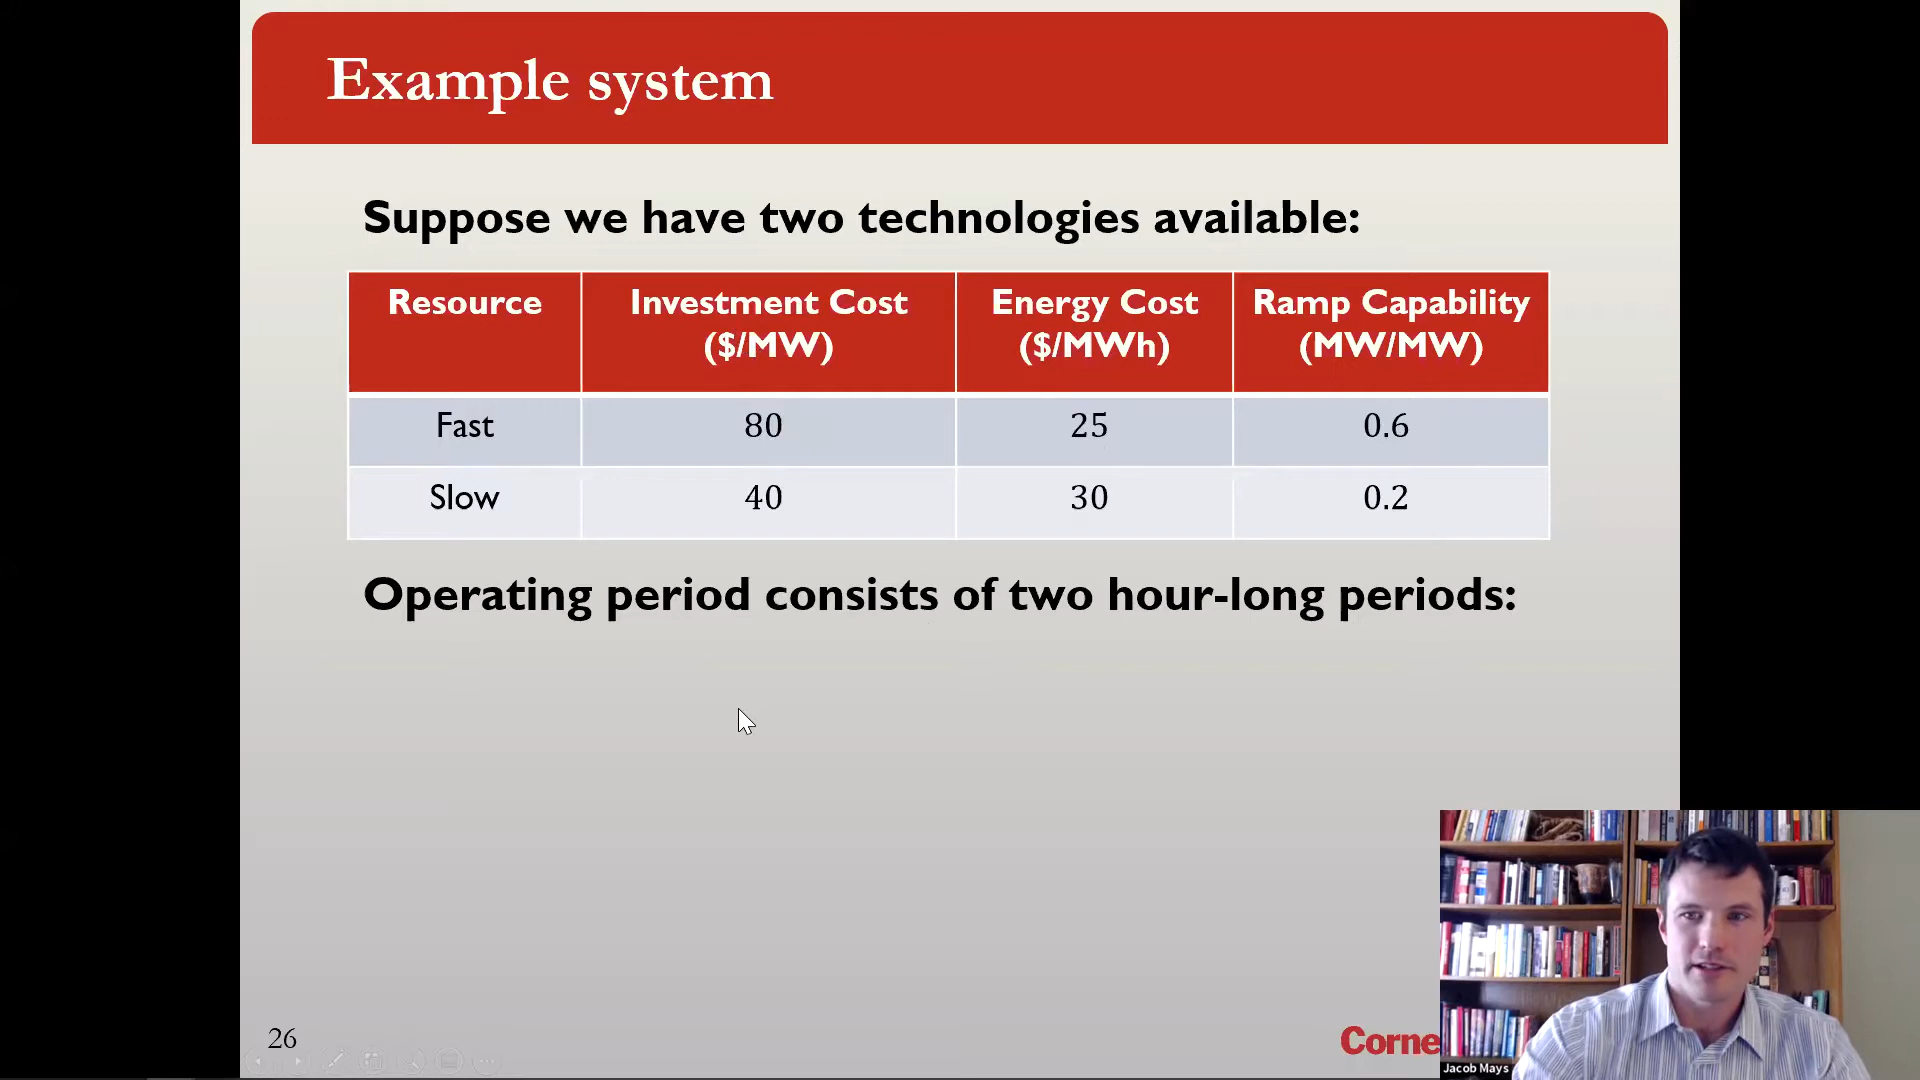 Example system
Suppose we have two technologies available:
Resource Investment Cost ($/MW) Energy Cost ($/MWh) Ramp Capability (MW/MW)
Fast 80 25 0.6
Slow 40 30 0.2
Operating period consists of two hour-long periods:
26
Corne
Jacob Mays